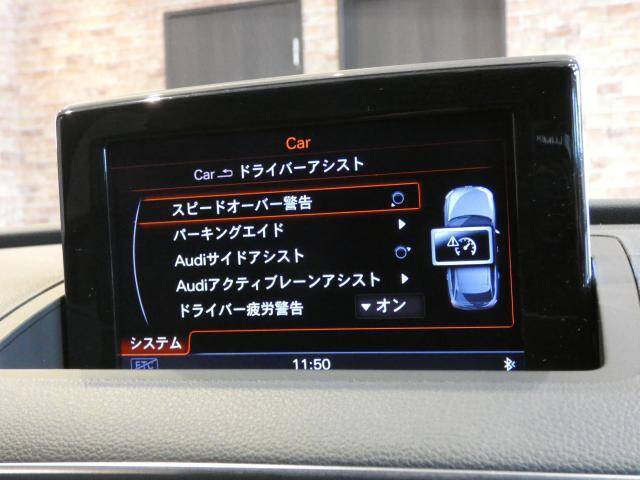 Car
Car ドライバーアシスト
スピードオーバー警告
パーキングエイド
Audiサイドアシスト
Audiアクティブレーンアシスト
ドライバー疲労警告 オン
システム
ETC 11:50